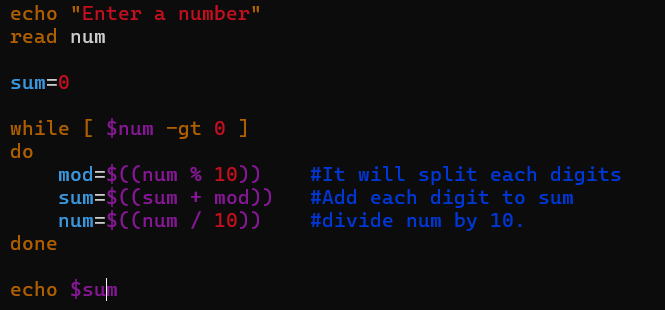 echo "Enter a number"
read num
sum=0
while [ $num -gt 0 ]
do
mod=$((num % 10)) #It will split each digits
sum=$((sum + mod)) #Add each digit to sum
num=$((num / 10)) #divide num by 10.
done
echo $sum